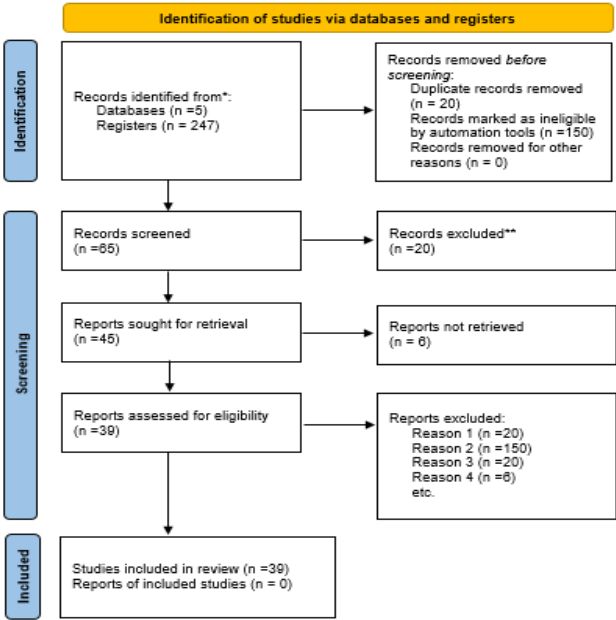 Identification of studies via databases and registers
Identification
Records identified from*:
Databases (n =5)
Registers (n = 247)
Records removed before
screening:
Duplicate records removed
(n = 20)
Records marked as ineligible
by automation tools (n =150)
Records removed for other
reasons (n = 0)
Screening
Records screened
(n =65)
Records excluded**
(n =20)
Reports sought for retrieval
(n =45)
Reports not retrieved
(n = 6)
Reports assessed for eligibility
(n =39)
Reports excluded:
Reason 1 (n =20)
Reason 2 (n =150)
Reason 3 (n =20)
Reason 4 (n =6)
etc.
Included
Studies included in review (n =39)
Reports of included studies (n = 0)